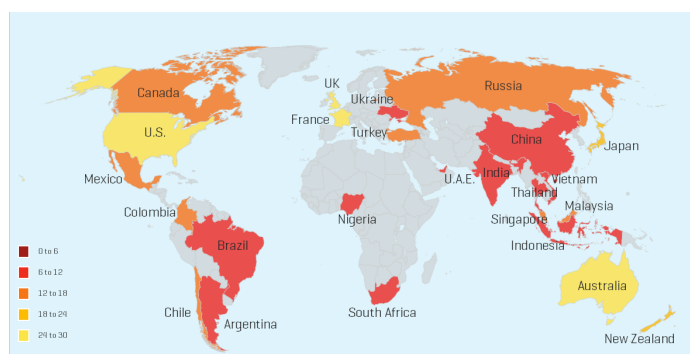 UK
Russia
Canada
Ukraine
France
U.S.
Turkey
China
Japan
Mexico
U.A.E.
India
Vietnam
Thailand
Colombia
Nigeria
Malaysia
Singapore
Brazil
Indonesia
0 to 6
6 to 12
12 to 18
18 to 24
24 to 30
Australia
Chile
Argentina
South Africa
New Zealand